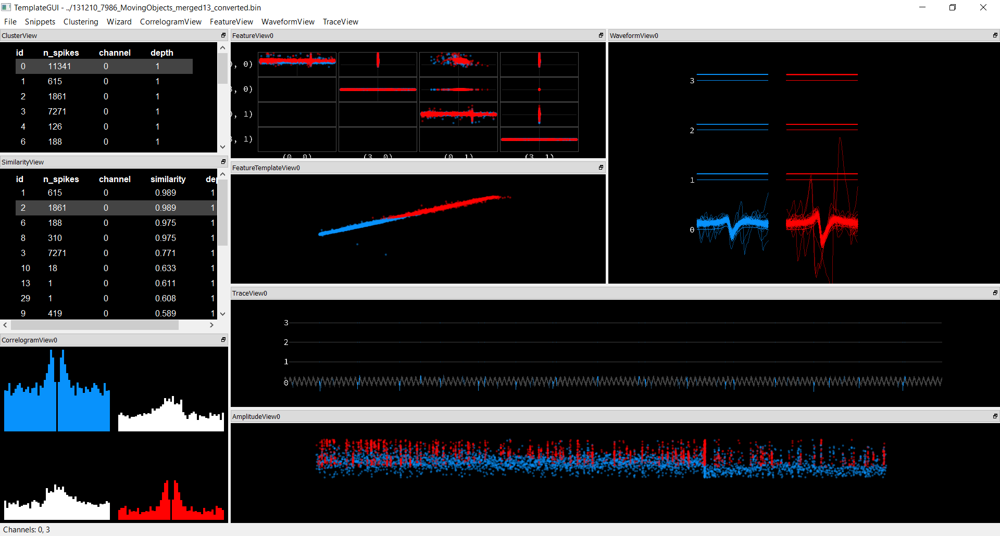 TemplateGUI - ../131210_7986_MovingObjects_merged13_converted.bin
File Snippets Clustering Wizard CorrelogramView FeatureView WaveformView TraceView
ClusterView
id n_spikes channel depth
0 11341 0 1
1 615 0 1
2 1861 0 1
3 7271 0 1
4 126 0 1
6 188 0 1
SimilarityView
id n_spikes channel similarity dep
1 615 0 0.989 1
2 1861 0 0.989 1
6 188 0 0.975 1
8 310 0 0.975 1
3 7271 0 0.771 1
10 18 0 0.633 1
13 1 0 0.611 1
29 1 0 0.608 1
9 419 0 0.589 1
CorrelogramView0
FeatureView0
, 0)
, 0)
, 1)
, 1)
(0, 0) (3, 0) (0, 1) (3, 1)
FeatureTemplateView0
WaveformView0
3
2
1
0
TraceView0
3
2
1
0
AmplitudeView0
Channels: 0, 3